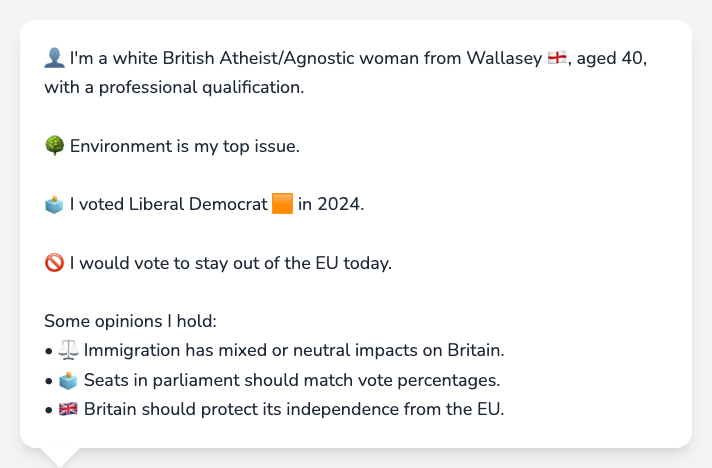 👤 I'm a white British Atheist/Agnostic woman from Wallasey 🏴󠁧󠁢󠁥󠁮󠁧󠁿, aged 40,
with a professional qualification.
🌳 Environment is my top issue.
🗳️ I voted Liberal Democrat 🟧 in 2024.
🚫 I would vote to stay out of the EU today.
Some opinions I hold:
• ⚖️ Immigration has mixed or neutral impacts on Britain.
• 🗳️ Seats in parliament should match vote percentages.
• 🇬🇧 Britain should protect its independence from the EU.